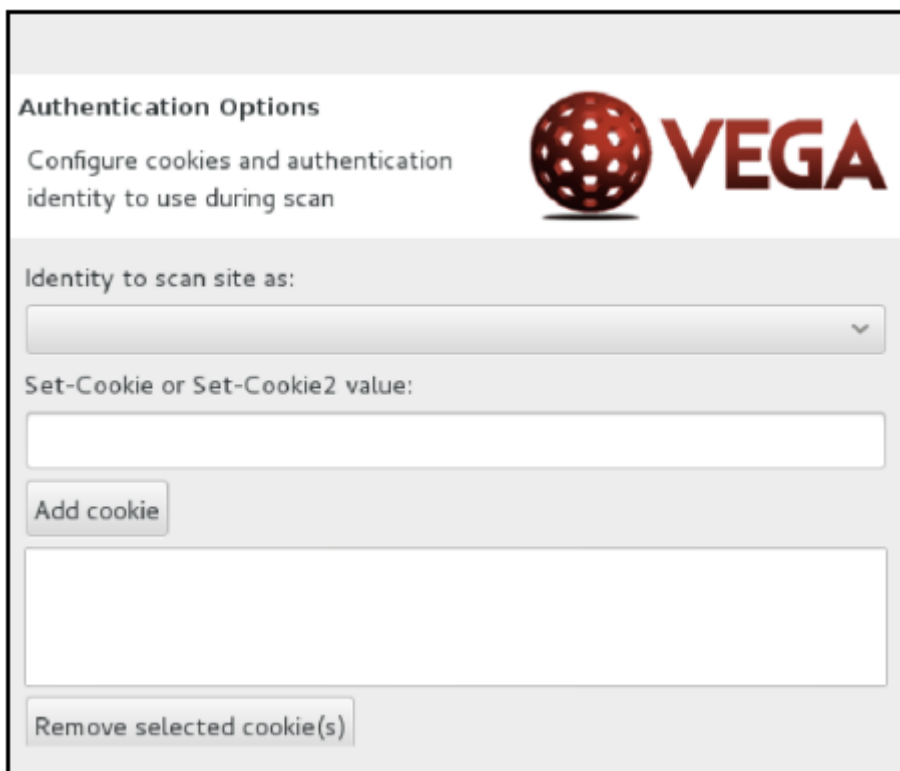 Authentication Options
VEGA
Configure cookies and authentication
identity to use during scan
Identity to scan site as:
Set-Cookie or Set-Cookie2 value:
Add cookie
Remove selected cookie(s)